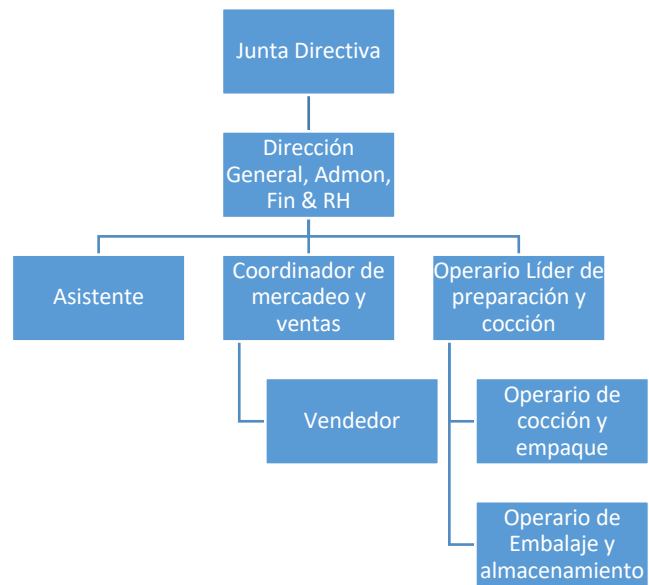 Junta Directiva
Dirección
General, Admon,
Fin & RH
Asistente
Coordinador de
mercadeo y
ventas
Operario Líder de
preparación y
cocción
Vendedor
Operario de
cocción y
empaque
Operario de
Embalaje y
almacenamiento